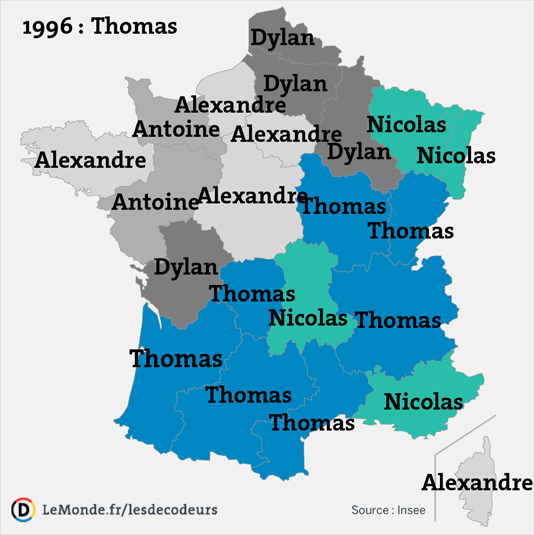 1996 : Thomas
Dylan
Dylan
Alexandre
Nicolas
Antoine
Alexandre
Dylan
Nicolas
Alexandre
Antoine
Alexandre
Thomas
Thomas
Dylan
Thomas
Nicolas
Thomas
Thomas
Thomas
Nicolas
Thomas
Alexandre
D LeMonde.fr/lesdecodeurs
Source : Insee